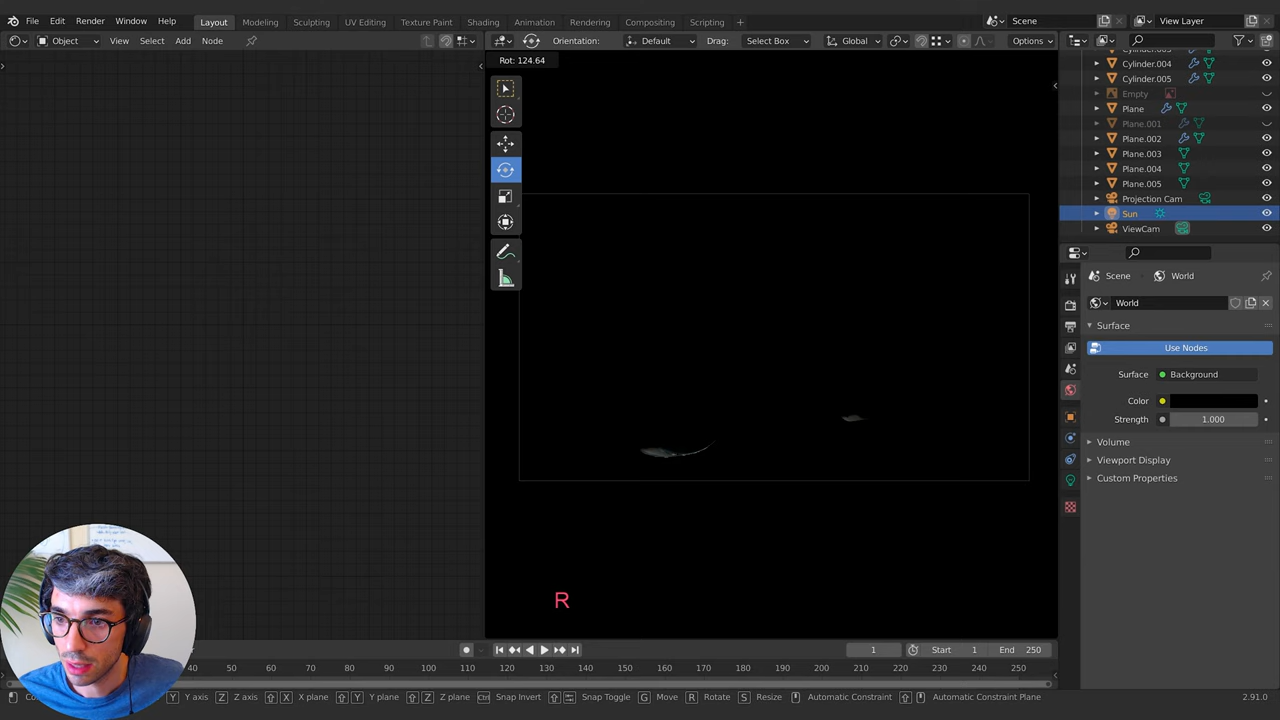 File Edit Render Window Help Layout Modeling Sculpting UV Editing Texture Paint Shading Animation Rendering Compositing Scripting + Scene View Layer
Object View Select Add Node Orientation: Default Drag: Select Box Global Options
Rot: 124.64
Cylinder.003
Cylinder.004
Cylinder.005
Empty
Plane
Plane.001
Plane.002
Plane.003
Plane.004
Plane.005
Projection Cam
Sun
ViewCam
Scene World
World
Surface
Use Nodes
Surface Background
Color
Strength 1.000
Volume
Viewport Display
Custom Properties
R
1 Start 1 End 250
40 50 60 70 80 90 100 110 120 130 140 150 160 170 180 190 200 210 220 230 240 250
Y Y axis Z Z axis X X plane Y Y plane Z Z plane Ctrl Snap Invert Snap Toggle G Move R Rotate S Resize Automatic Constraint Automatic Constraint Plane 2.91.0